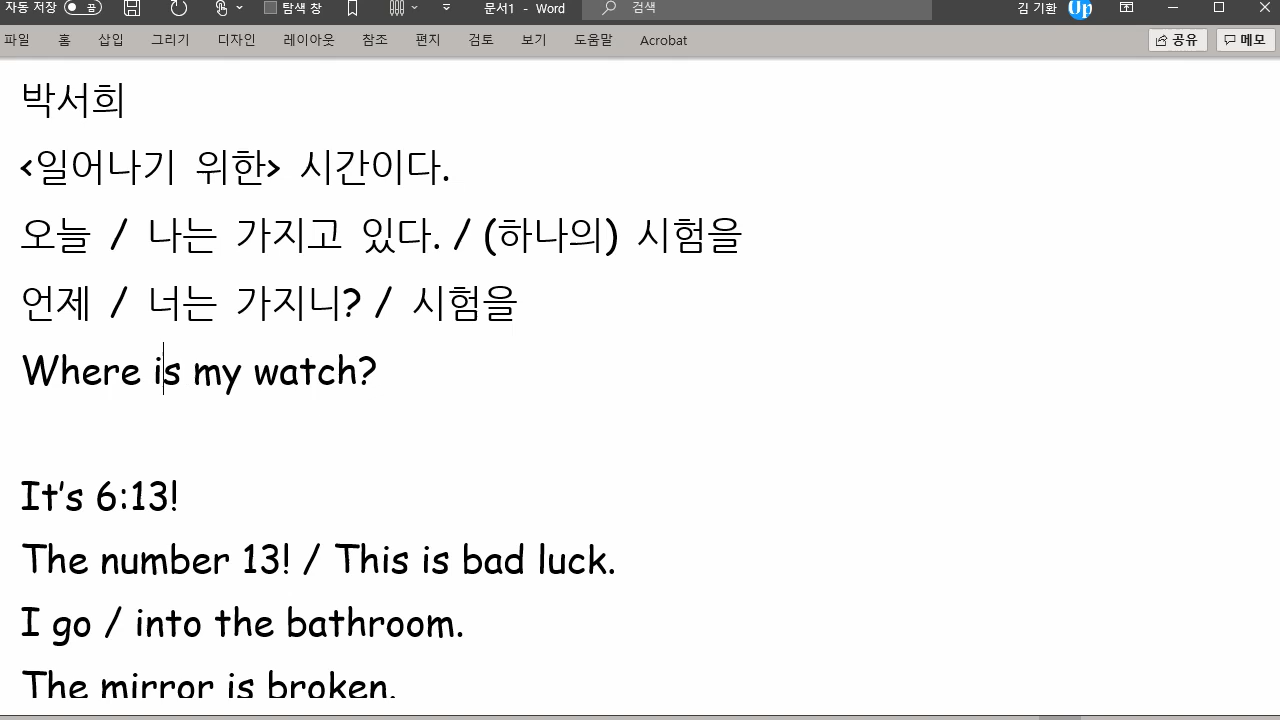 자동 저장 끔 탐색 창 문서1 - Word 검색 김 기환 Up
파일 홈 삽입 그리기 디자인 레이아웃 참조 편지 검토 보기 도움말 Acrobat 공유 메모
박서희
<일어나기 위한> 시간이다.
오늘 / 나는 가지고 있다. / (하나의) 시험을
언제 / 너는 가지니? / 시험을
Where is my watch?
It's 6:13!
The number 13! / This is bad luck.
I go / into the bathroom.
The mirror is broken.